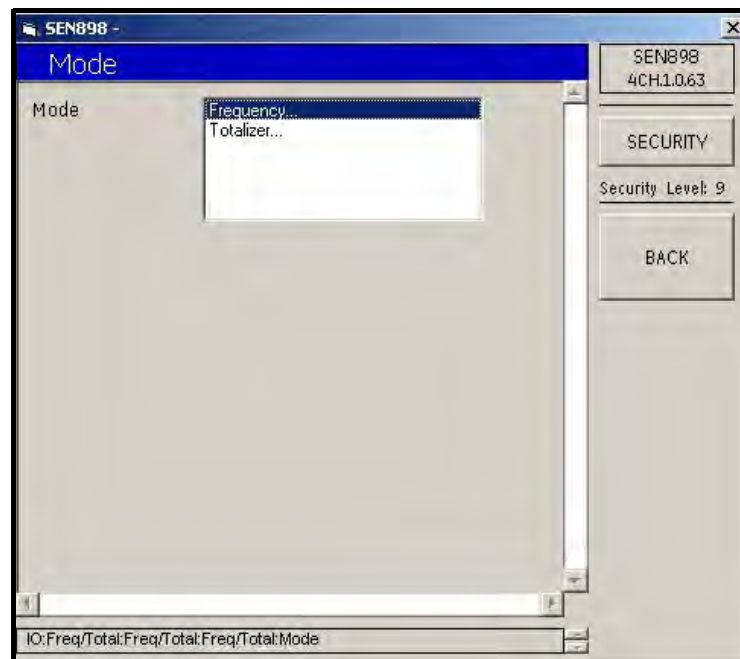 SEN898 -
Mode
Mode
Frequency...
Totalizer...
SEN898
4CH.1.0.63
SECURITY
Security Level: 9
BACK
IO:Freq/Total:Freq/Total:Freq/Total:Mode